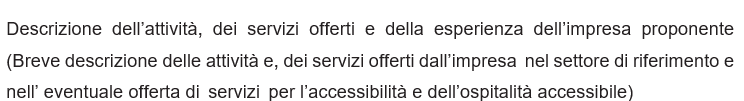 Descrizione dell’attività, dei servizi offerti e della esperienza dell’impresa proponente
(Breve descrizione delle attività e, dei servizi offerti dall’impresa nel settore di riferimento e
nell’ eventuale offerta di servizi per l’accessibilità e dell’ospitalità accessibile)